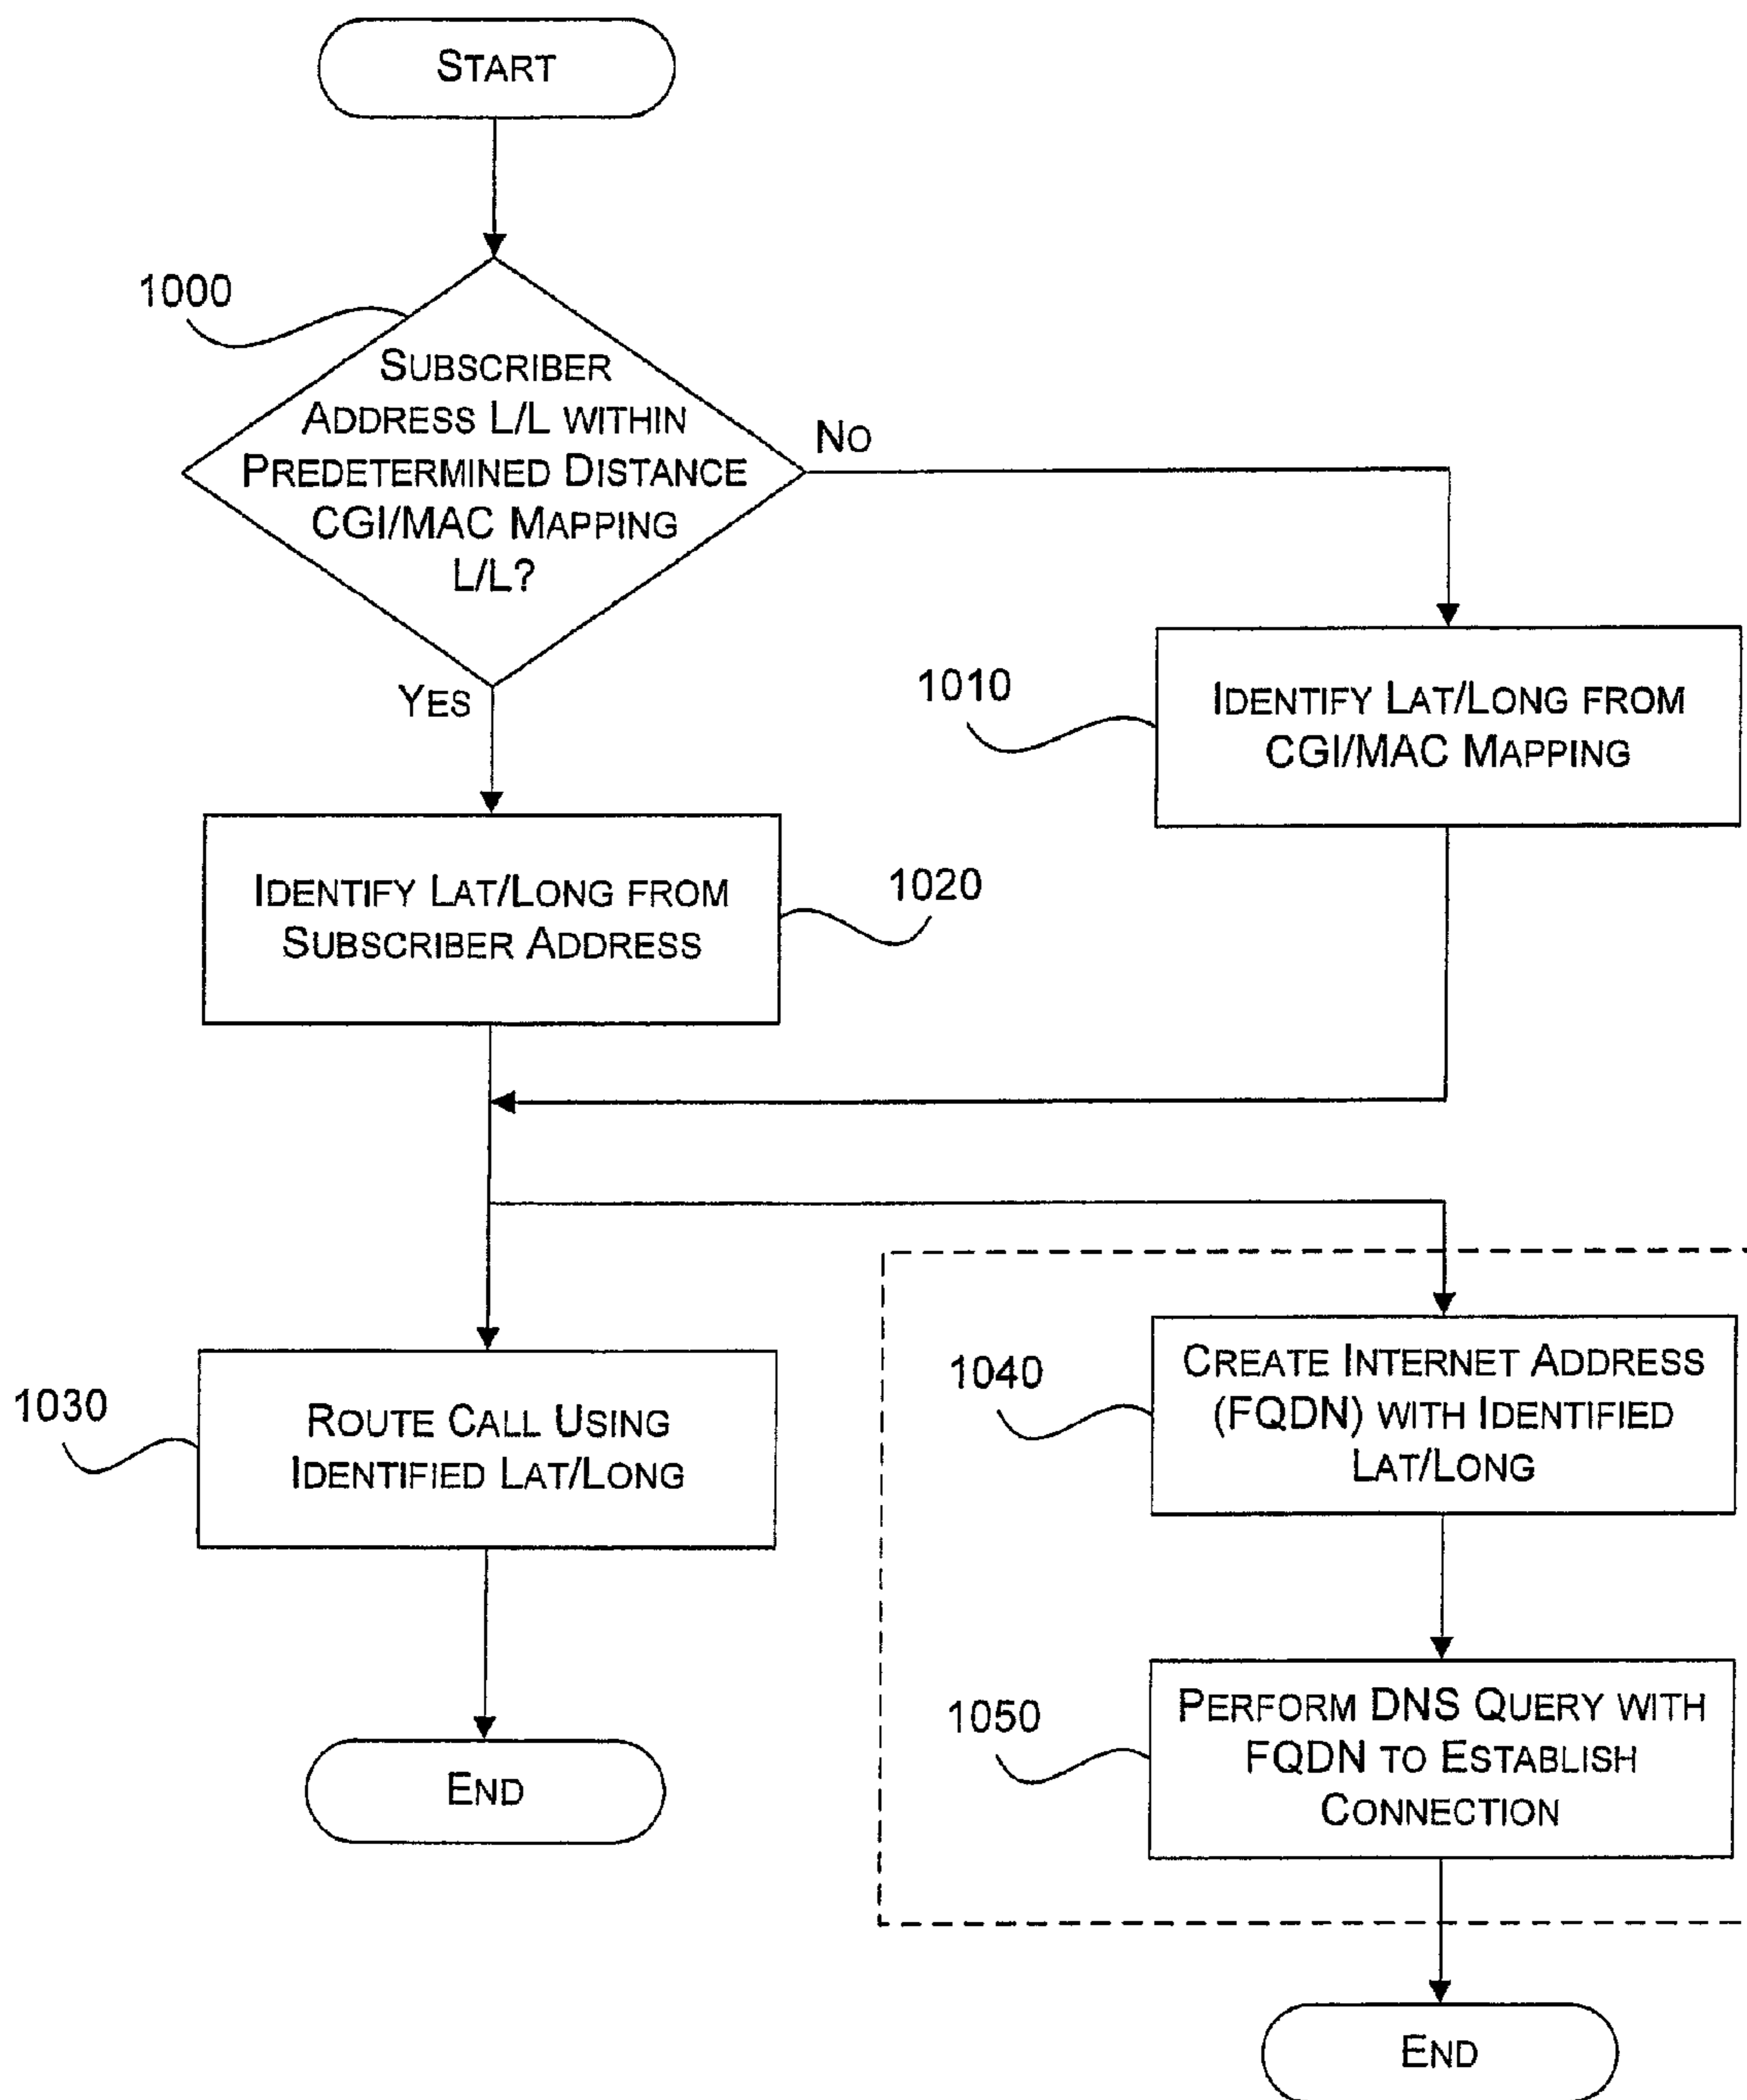 START
1000
SUBSCRIBER
ADDRESS L/L WITHIN
PREDETERMINED DISTANCE
CGI/MAC MAPPING
L/L?
NO
YES
1010
IDENTIFY LAT/LONG FROM
CGI/MAC MAPPING
IDENTIFY LAT/LONG FROM
SUBSCRIBER ADDRESS
1020
1030
ROUTE CALL USING
IDENTIFIED LAT/LONG
END
1040
CREATE INTERNET ADDRESS
(FQDN) WITH IDENTIFIED
LAT/LONG
1050
PERFORM DNS QUERY WITH
FQDN TO ESTABLISH
CONNECTION
END